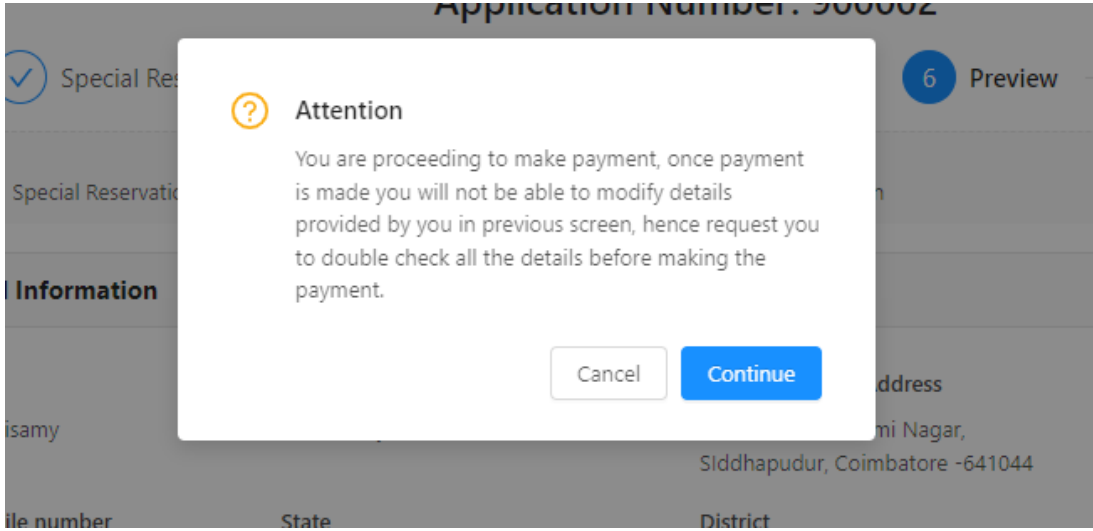 Application Number: 900002
Special Res
6 Preview
Attention
You are proceeding to make payment, once payment
is made you will not be able to modify details
provided by you in previous screen, hence request you
to double check all the details before making the
payment.
Special Reservatio
Information
Cancel Continue
ddress
isamy
mi Nagar,
SIddhapudur, Coimbatore -641044
ile number State District